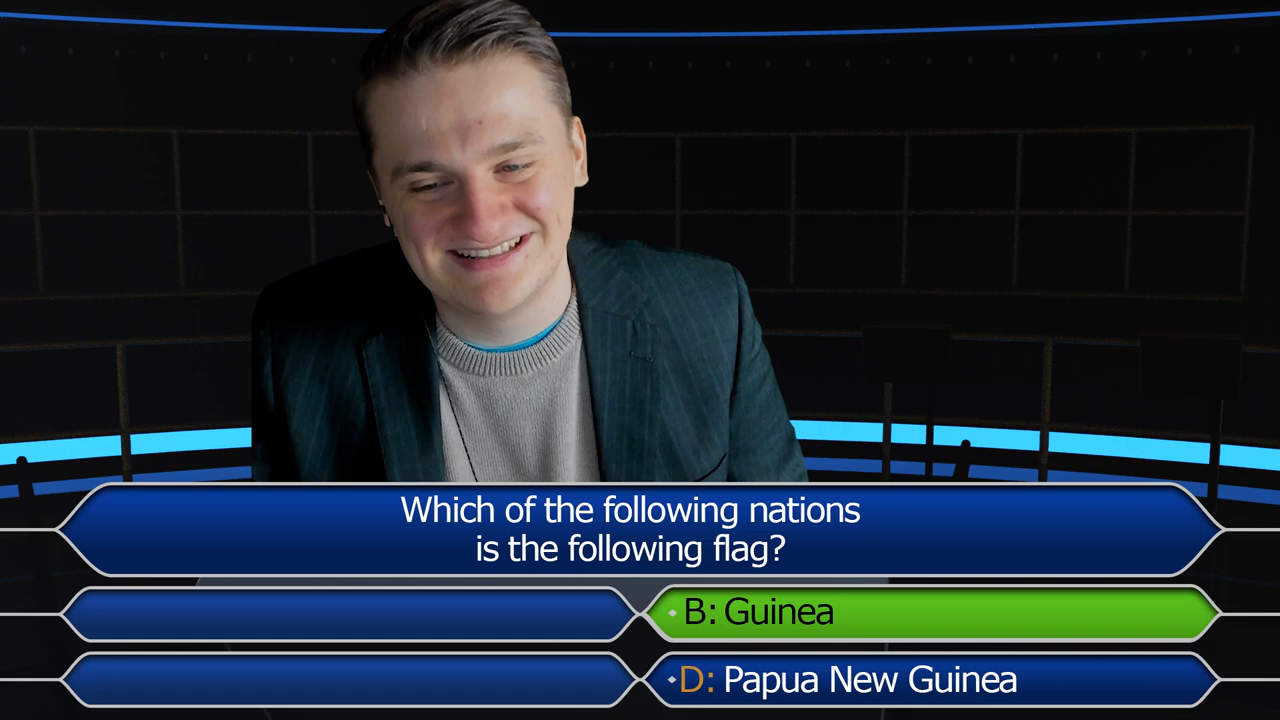 Which of the following nations
is the following flag?
B: Guinea
D: Papua New Guinea